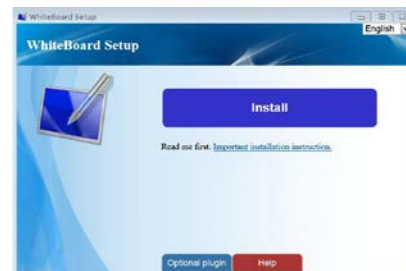 WhiteBoard Setup
English
WhiteBoard Setup
Install
Read me first. Important installation instruction.
Optional plugin
Help